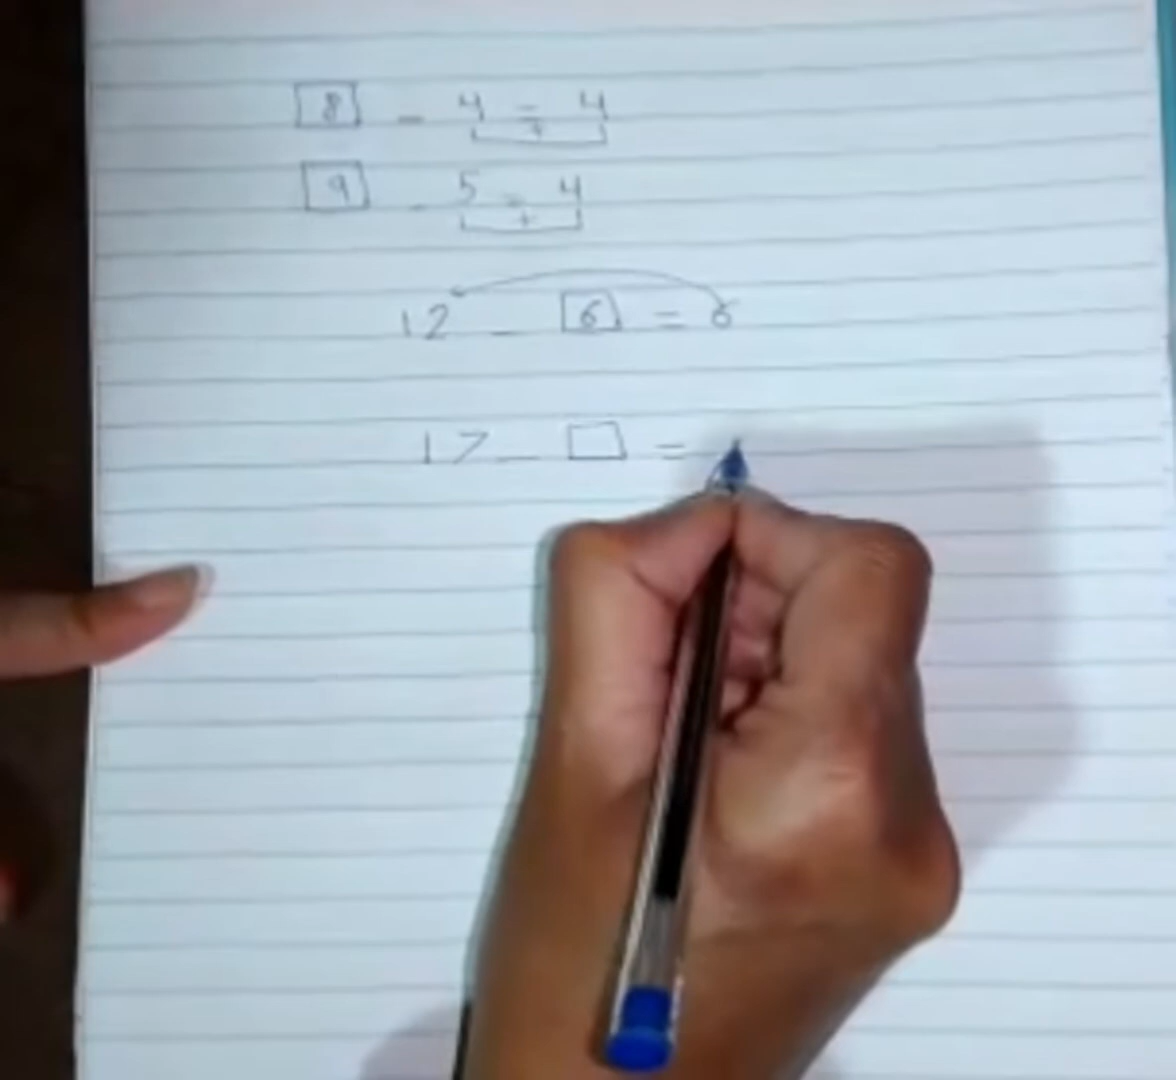 8 - 4 = 4
+
9 - 5 = 4
+
12 - 6 = 6
17 - □ =